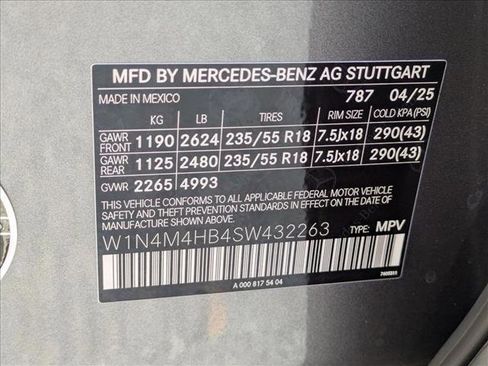 MFD BY MERCEDES-BENZ AG STUTTGART
MADE IN MEXICO 787 04/25
KG LB TIRES RIM SIZE COLD KPA (PSI)
GAWR FRONT 1190 2624 235/55 R18 7.5Jx18 290(43)
GAWR REAR 1125 2480 235/55 R18 7.5Jx18 290(43)
GVWR 2265 4993
THIS VEHICLE CONFORMS TO ALL APPLICABLE FEDERAL MOTOR VEHICLE
SAFETY, BUMPER, AND THEFT PREVENTION STANDARDS IN EFFECT ON THE DATE
OF MANUFACTURE SHOWN ABOVE.
W1N4M4HB4SW432263 TYPE: MPV
A 000 817 54 04